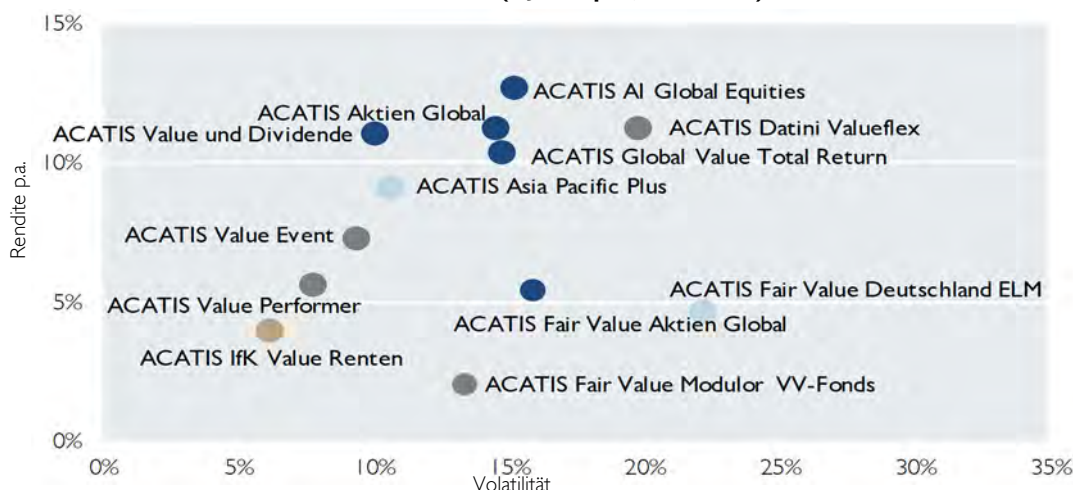 15%
ACATIS AI Global Equities
ACATIS Aktien Global
ACATIS Datini Valueflex
ACATIS Value und Dividende
ACATIS Global Value Total Return
10%
ACATIS Asia Pacific Plus
Rendite p.a.
ACATIS Value Event
ACATIS Fair Value Deutschland ELM
5%
ACATIS Value Performer
ACATIS Fair Value Aktien Global
ACATIS IfK Value Renten
ACATIS Fair Value Modulor VV-Fonds
0%
0% 5% 10% 15% 20% 25% 30% 35%
Volatilität